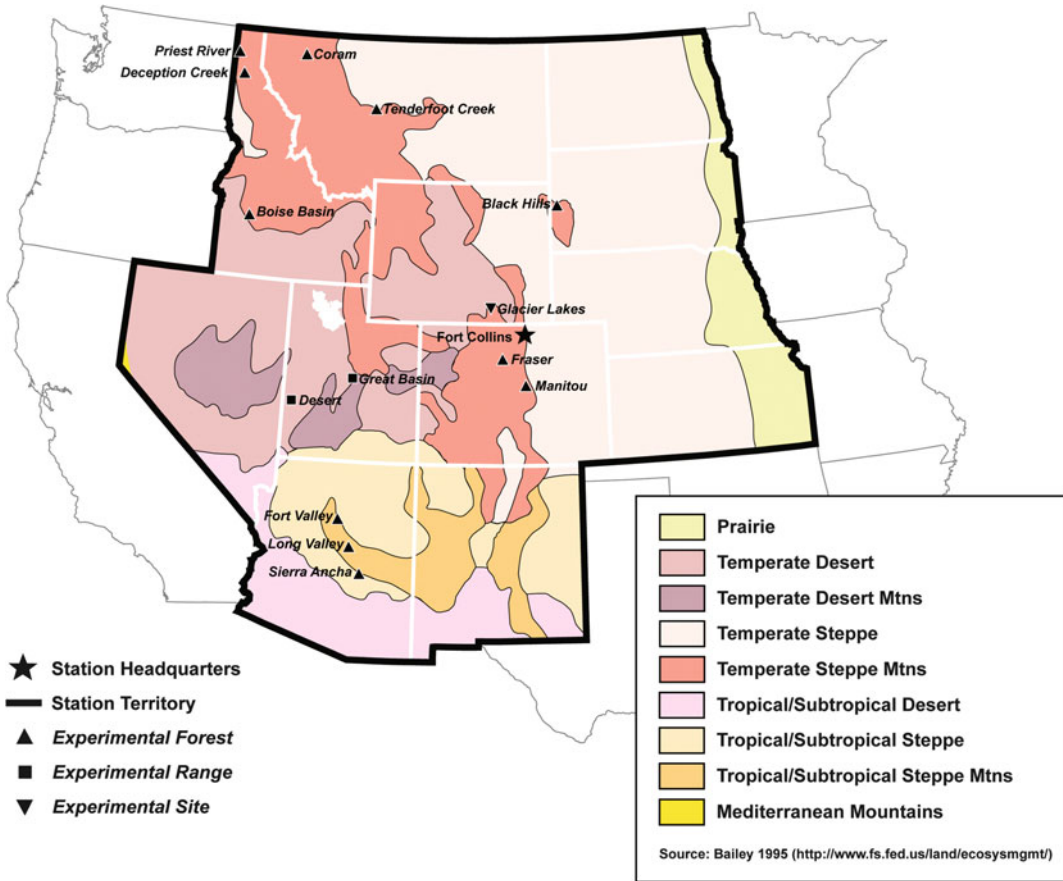 Priest River
Coram
Deception Creek
Tenderfoot Creek
Black Hills
Boise Basin
Glacier Lakes
Fort Collins
Fraser
Great Basin
Manitou
Desert
Fort Valley
Long Valley
Sierra Ancha
Station Headquarters
Station Territory
Experimental Forest
Experimental Range
Experimental Site
Prairie
Temperate Desert
Temperate Desert Mtns
Temperate Steppe
Temperate Steppe Mtns
Tropical/Subtropical Desert
Tropical/Subtropical Steppe
Tropical/Subtropical Steppe Mtns
Mediterranean Mountains
Source: Bailey 1995 (http://www.fs.fed.us/land/ecosysmgmt/)